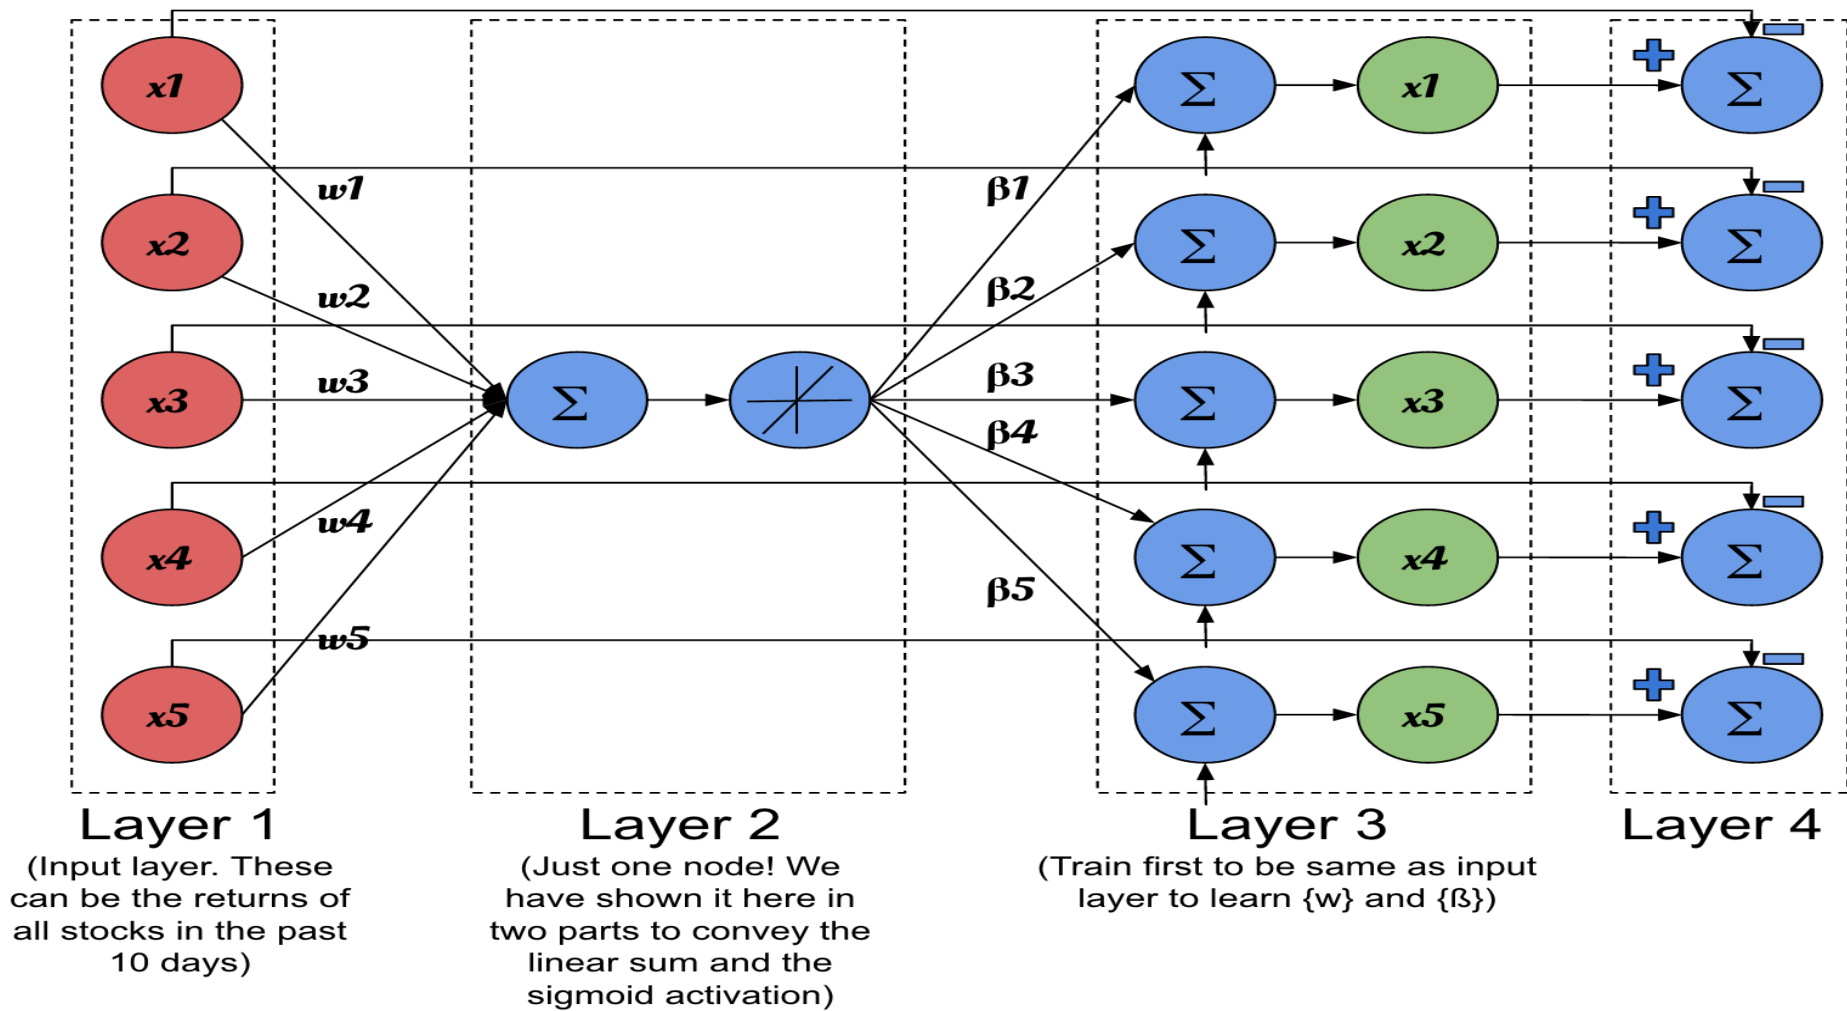 x1
x2
x3
x4
x5
w1
w2
w3
w4
w5
Σ
β1
β2
β3
β4
β5
Σ
x1
Σ
x2
Σ
x3
Σ
x4
Σ
x5
Σ
Σ
Σ
Σ
Σ
Layer 1
(Input layer. These
can be the returns of
all stocks in the past
10 days)
Layer 2
(Just one node! We
have shown it here in
two parts to convey the
linear sum and the
sigmoid activation)
Layer 3
(Train first to be same as input
layer to learn {w} and {ß})
Layer 4